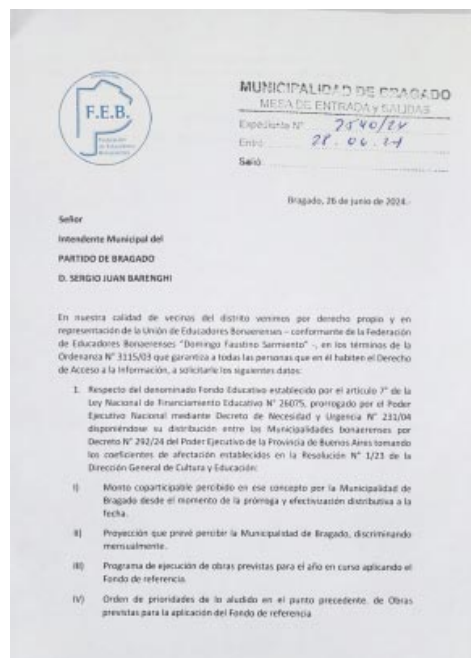 F.E.B.
Federación
de Educadores
Bonaerenses
MUNICIPALIDAD DE BRAGADO
MESA DE ENTRADA y SALIDAS
Expediente N° 2540/24
Entró 28.06.24
Salió
Bragado, 26 de junio de 2024.-
Señor
Intendente Municipal del
PARTIDO DE BRAGADO
D. SERGIO JUAN BARENGHI
En nuestra calidad de vecinas del distrito venimos por derecho propio y en
representación de la Unión de Educadores Bonaerenses – conformante de la Federación
de Educadores Bonaerenses "Domingo Faustino Sarmiento" -, en los términos de la
Ordenanza N° 3115/03 que garantiza a todas las personas que en él habiten el Derecho
de Acceso a la Información, a solicitarle los siguientes datos:
1. Respecto del denominado Fondo Educativo establecido por el artículo 7° de la
Ley Nacional de Financiamiento Educativo N° 26075, prorrogado por el Poder
Ejecutivo Nacional mediante Decreto de Necesidad y Urgencia N° 231/04
disponiéndose su distribución entre los Municipalidades bonaerenses por
Decreto N° 292/24 del Poder Ejecutivo de la Provincia de Buenos Aires tomando
los coeficientes de afectación establecidos en la Resolución N° 1/23 de la
Dirección General de Cultura y Educación:
I) Monto coparticipable percibido en ese concepto por la Municipalidad de
Bragado desde el momento de la prórroga y efectivización distributiva a la
fecha.
II) Proyección que prevé percibir la Municipalidad de Bragado, discriminando
mensualmente.
III) Programa de ejecución de obras previstas para el año en curso aplicando el
Fondo de referencia.
IV) Orden de prioridades de lo aludido en el punto precedente, de Obras
previstas para la aplicación del Fondo de referencia